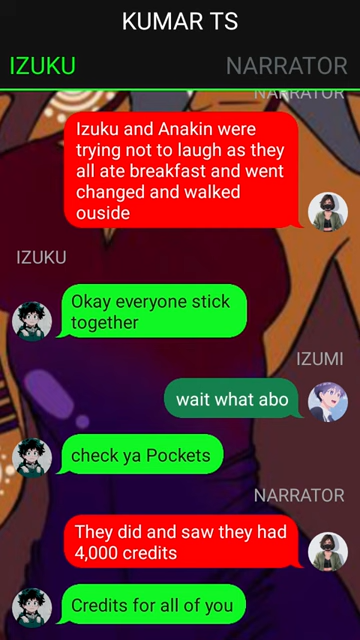 KUMAR TS
IZUKU
NARRATOR
NARRATOR
Izuku and Anakin were
trying not to laugh as they
all ate breakfast and went
changed and walked
ouside
IZUKU
Okay everyone stick
together
IZUMI
wait what abo
check ya Pockets
NARRATOR
They did and saw they had
4,000 credits
Credits for all of you